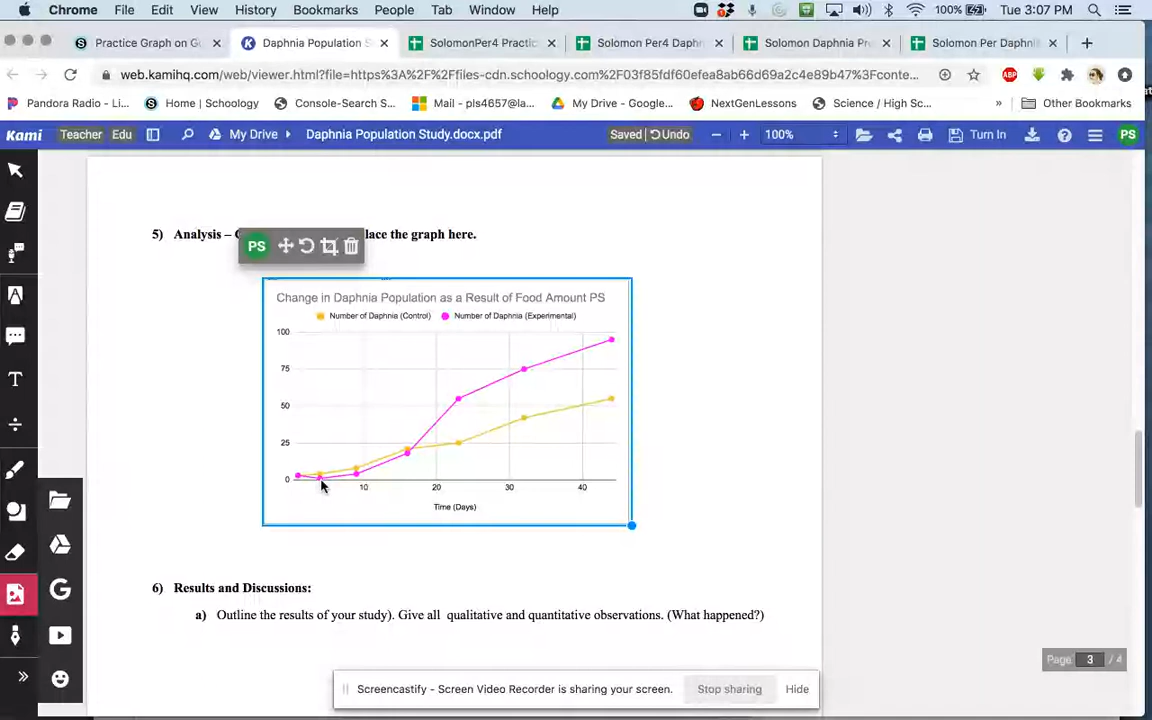 Chrome File Edit View History Bookmarks People Tab Window Help 100% Tue 3:07 PM
Practice Graph on G Daphnia Population S SolomonPer4 Practic Solomon Per4 Daph Solomon Daphnia Pr Solomon Per Daphni
web.kamihq.com/web/viewer.html?file=https%3A%2F%2Ffiles-cdn.schoology.com%2F03f85fdf60efea8ab66d69a2c4e89b47%3Fconte... ABP
Pandora Radio - Li... Home | Schoology Console-Search S... Mail - pls4657@la... My Drive - Google... NextGenLessons Science / High Sc... » Other Bookmarks
Kami Teacher Edu My Drive Daphnia Population Study.docx.pdf Saved Undo 100% Turn In PS
5) Analysis – lace the graph here.
PS
Change in Daphnia Population as a Result of Food Amount PS
Number of Daphnia (Control) Number of Daphnia (Experimental)
100
75
50
25
0
10 20 30 40
Time (Days)
6) Results and Discussions:
a) Outline the results of your study). Give all qualitative and quantitative observations. (What happened?)
Page 3 / 4
Screencastify - Screen Video Recorder is sharing your screen. Stop sharing Hide